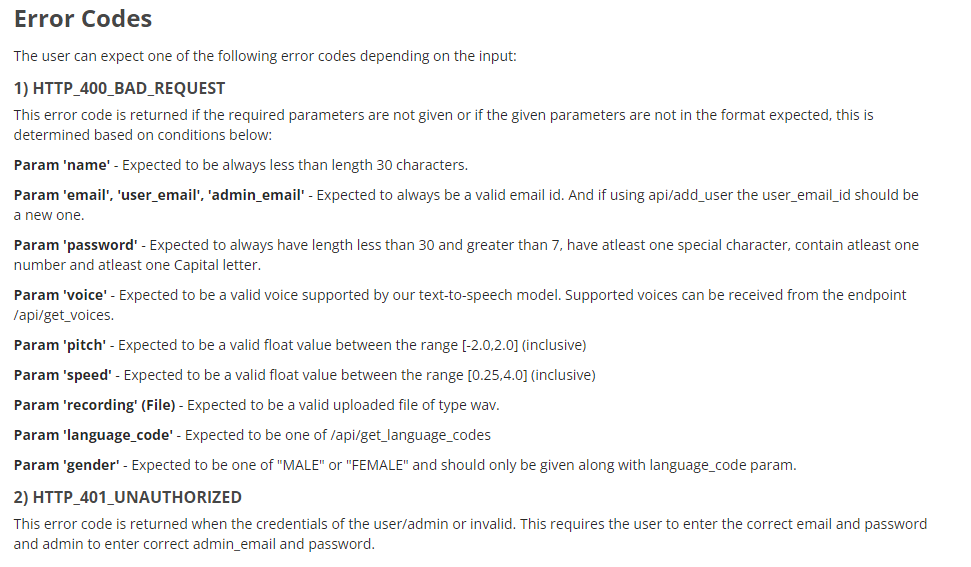 Error Codes
The user can expect one of the following error codes depending on the input:
1) HTTP_400_BAD_REQUEST
This error code is returned if the required parameters are not given or if the given parameters are not in the format expected, this is
determined based on conditions below:
Param 'name' - Expected to be always less than length 30 characters.
Param 'email', 'user_email', 'admin_email' - Expected to always be a valid email id. And if using api/add_user the user_email_id should be
a new one.
Param 'password' - Expected to always have length less than 30 and greater than 7, have atleast one special character, contain atleast one
number and atleast one Capital letter.
Param 'voice' - Expected to be a valid voice supported by our text-to-speech model. Supported voices can be received from the endpoint
/api/get_voices.
Param 'pitch' - Expected to be a valid float value between the range [-2.0,2.0] (inclusive)
Param 'speed' - Expected to be a valid float value between the range [0.25,4.0] (inclusive)
Param 'recording' (File) - Expected to be a valid uploaded file of type wav.
Param 'language_code' - Expected to be one of /api/get_language_codes
Param 'gender' - Expected to be one of "MALE" or "FEMALE" and should only be given along with language_code param.
2) HTTP_401_UNAUTHORIZED
This error code is returned when the credentials of the user/admin or invalid. This requires the user to enter the correct email and password
and admin to enter correct admin_email and password.